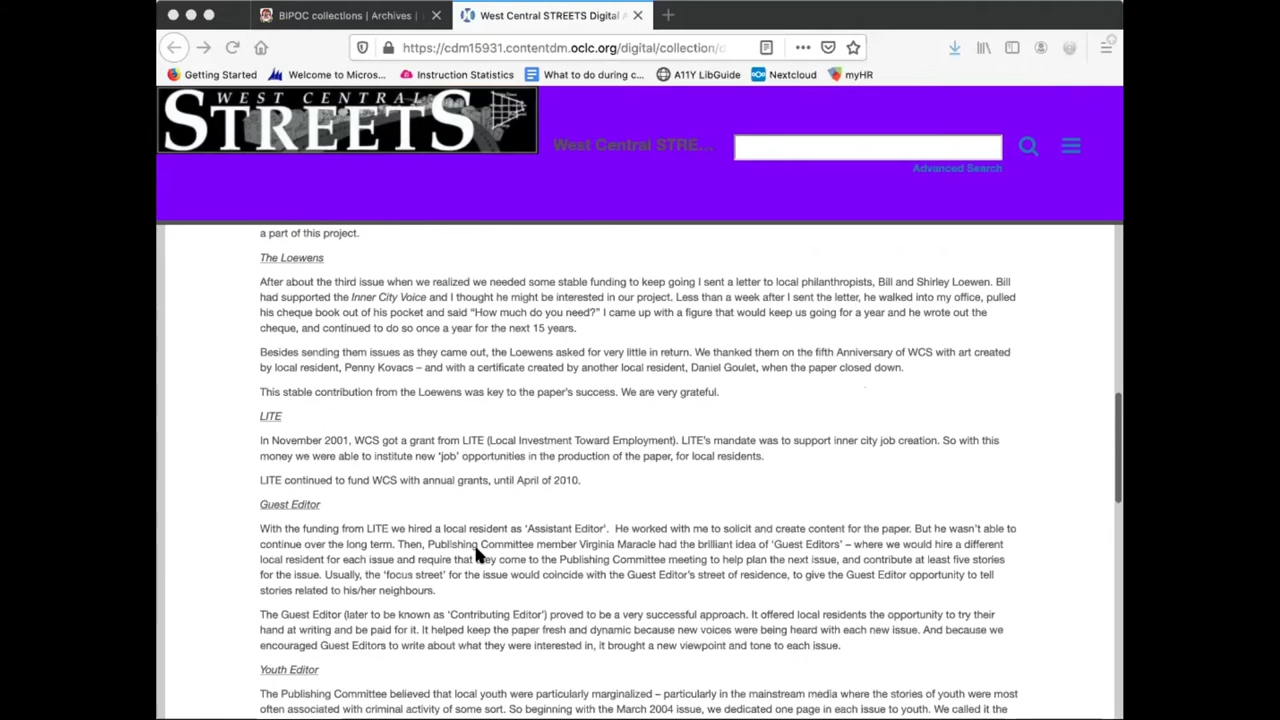 BIPOC collections | Archives |
West Central STREETS Digital
https://cdm15931.contentdm.oclc.org/digital/collection/
Getting Started
Welcome to Micros...
Instruction Statistics
What to do during c...
A11Y LibGuide
Nextcloud
myHR
WEST CENTRAL
STREETS
West Central STRE...
Advanced Search
a part of this project.
The Loewens
After about the third issue when we realized we needed some stable funding to keep going I sent a letter to local philanthropists, Bill and Shirley Loewen. Bill
had supported the Inner City Voice and I thought he might be interested in our project. Less than a week after I sent the letter, he walked into my office, pulled
his cheque book out of his pocket and said “How much do you need?” I came up with a figure that would keep us going for a year and he wrote out the
cheque, and continued to do so once a year for the next 15 years.
Besides sending them issues as they came out, the Loewens asked for very little in return. We thanked them on the fifth Anniversary of WCS with art created
by local resident, Penny Kovacs – and with a certificate created by another local resident, Daniel Goulet, when the paper closed down.
This stable contribution from the Loewens was key to the paper's success. We are very grateful.
LITE
In November 2001, WCS got a grant from LITE (Local Investment Toward Employment). LITE's mandate was to support inner city job creation. So with this
money we were able to institute new ‘job’ opportunities in the production of the paper, for local residents.
LITE continued to fund WCS with annual grants, until April of 2010.
Guest Editor
With the funding from LITE we hired a local resident as ‘Assistant Editor’. He worked with me to solicit and create content for the paper. But he wasn't able to
continue over the long term. Then, Publishing Committee member Virginia Maracle had the brilliant idea of ‘Guest Editors’ – where we would hire a different
local resident for each issue and require that they come to the Publishing Committee meeting to help plan the next issue, and contribute at least five stories
for the issue. Usually, the ‘focus street’ for the issue would coincide with the Guest Editor's street of residence, to give the Guest Editor opportunity to tell
stories related to his/her neighbours.
The Guest Editor (later to be known as ‘Contributing Editor’) proved to be a very successful approach. It offered local residents the opportunity to try their
hand at writing and be paid for it. It helped keep the paper fresh and dynamic because new voices were being heard with each new issue. And because we
encouraged Guest Editors to write about what they were interested in, it brought a new viewpoint and tone to each issue.
Youth Editor
The Publishing Committee believed that local youth were particularly marginalized – particularly in the mainstream media where the stories of youth were most
often associated with criminal activity of some sort. So beginning with the March 2004 issue, we dedicated one page in each issue to youth. We called it the